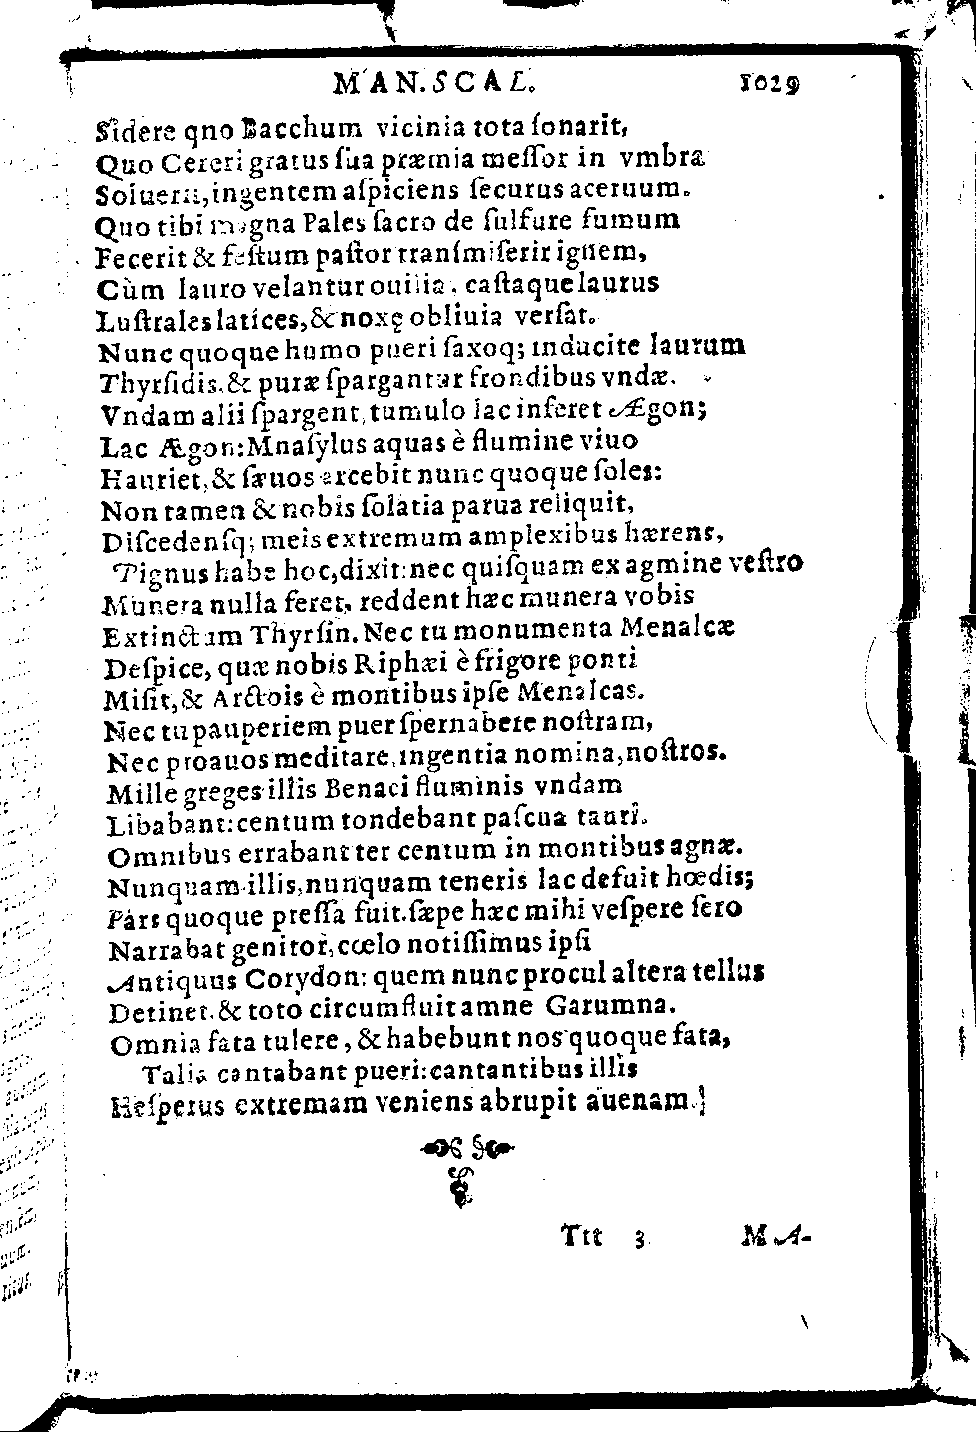 MAN.SCAL. 1029
Sidere qno Bacchum vicinia tota ſonarit,
Quo Cereri gratus ſua præmia meſſor in vmbra
Soluerit, ingentem aſpiciens ſecurus aceruum.
Quo tibi magna Pales ſacro de ſulfure fumum
Fecerit & feſtum paſtor tranſmiſerit ignem,
Cùm lauro velantur ouilia, caſtaque laurus
Luſtrales latices, & noxę obliuia verſat.
Nunc quoque humo pueri ſaxoq; inducite laurum
Thyrſidis, & puræ ſpargantur frondibus vndæ.
Vndam alii ſpargent, tumulo lac inferet Ægon;
Lac Ægon: Mnaſylus aquas è flumine viuo
Hauriet, & ſæuos arcebit nunc quoque ſoles:
Non tamen & nobis ſolatia parua reliquit,
Diſcedenſq; meis extremum amplexibus hærens,
Pignus habe hoc, dixit: nec quiſquam ex agmine veſtro
Munera nulla feret, reddent hæc munera vobis
Extinctam Thyrſin. Nec tu monumenta Menalcæ
Deſpice, quæ nobis Riphæi è frigore ponti
Miſit, & Arctois è montibus ipſe Menalcas.
Nec tu pauperiem puer ſpernabere noſtram,
Nec proauos meditare, ingentia nomina, noſtros.
Mille greges illis Benaci fluminis vndam
Libabant: centum tondebant paſcua tauri.
Omnibus errabant ter centum in montibus agnæ.
Nunquam illis, nunquam teneris lac defuit hœdis;
Pars quoque preſſa fuit. ſæpe hæc mihi veſpere ſero
Narrabat genitor, cœlo notiſſimus ipſi
Antiquus Corydon: quem nunc procul altera tellus
Detinet, & toto circumfluit amne Garumna.
Omnia fata tulere, & habebunt nos quoque fata,
Talia cantabant pueri: cantantibus illis
Heſperus extremam veniens abrupit auenam.]
Ttt 3 MA-